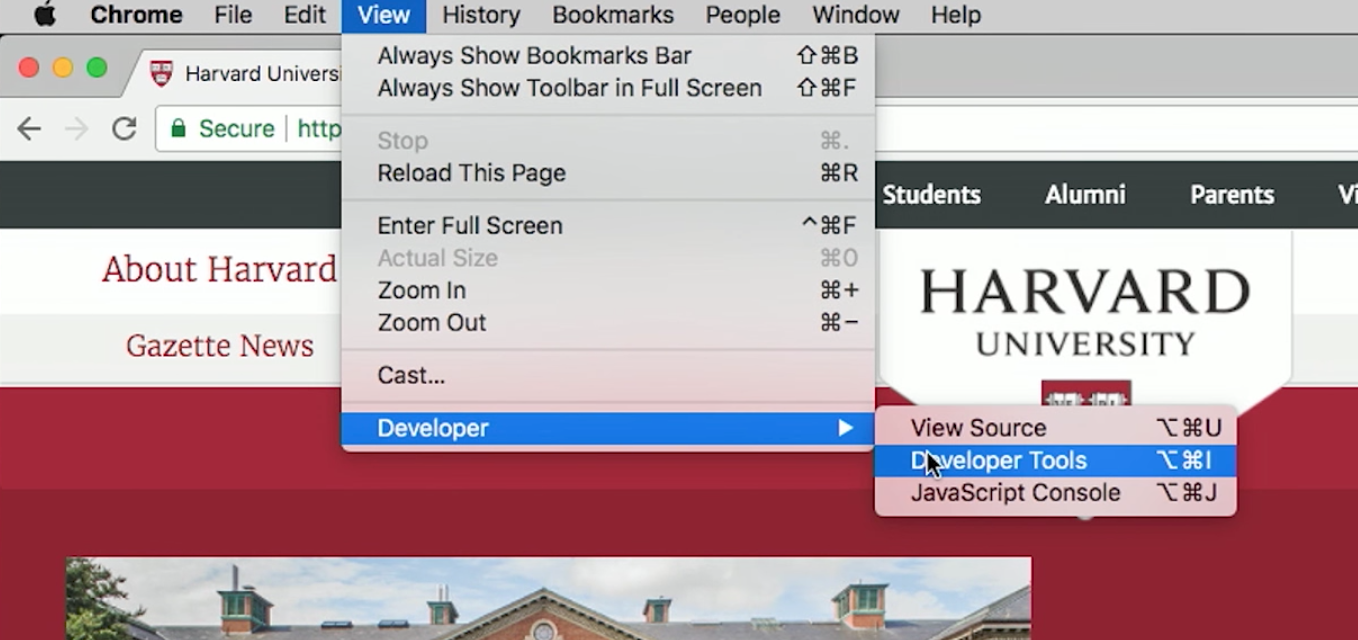 Chrome File Edit View History Bookmarks People Window Help
Harvard Universi
Secure http
Always Show Bookmarks Bar ⇧⌘B
Always Show Toolbar in Full Screen ⇧⌘F
Stop ⌘.
Reload This Page ⌘R
Enter Full Screen ^⌘F
Actual Size ⌘0
Zoom In ⌘+
Zoom Out ⌘−
Cast...
Developer ▶
View Source ⌥⌘U
Developer Tools ⌥⌘I
JavaScript Console ⌥⌘J
Students Alumni Parents Vi
About Harvard
Gazette News
HARVARD
UNIVERSITY